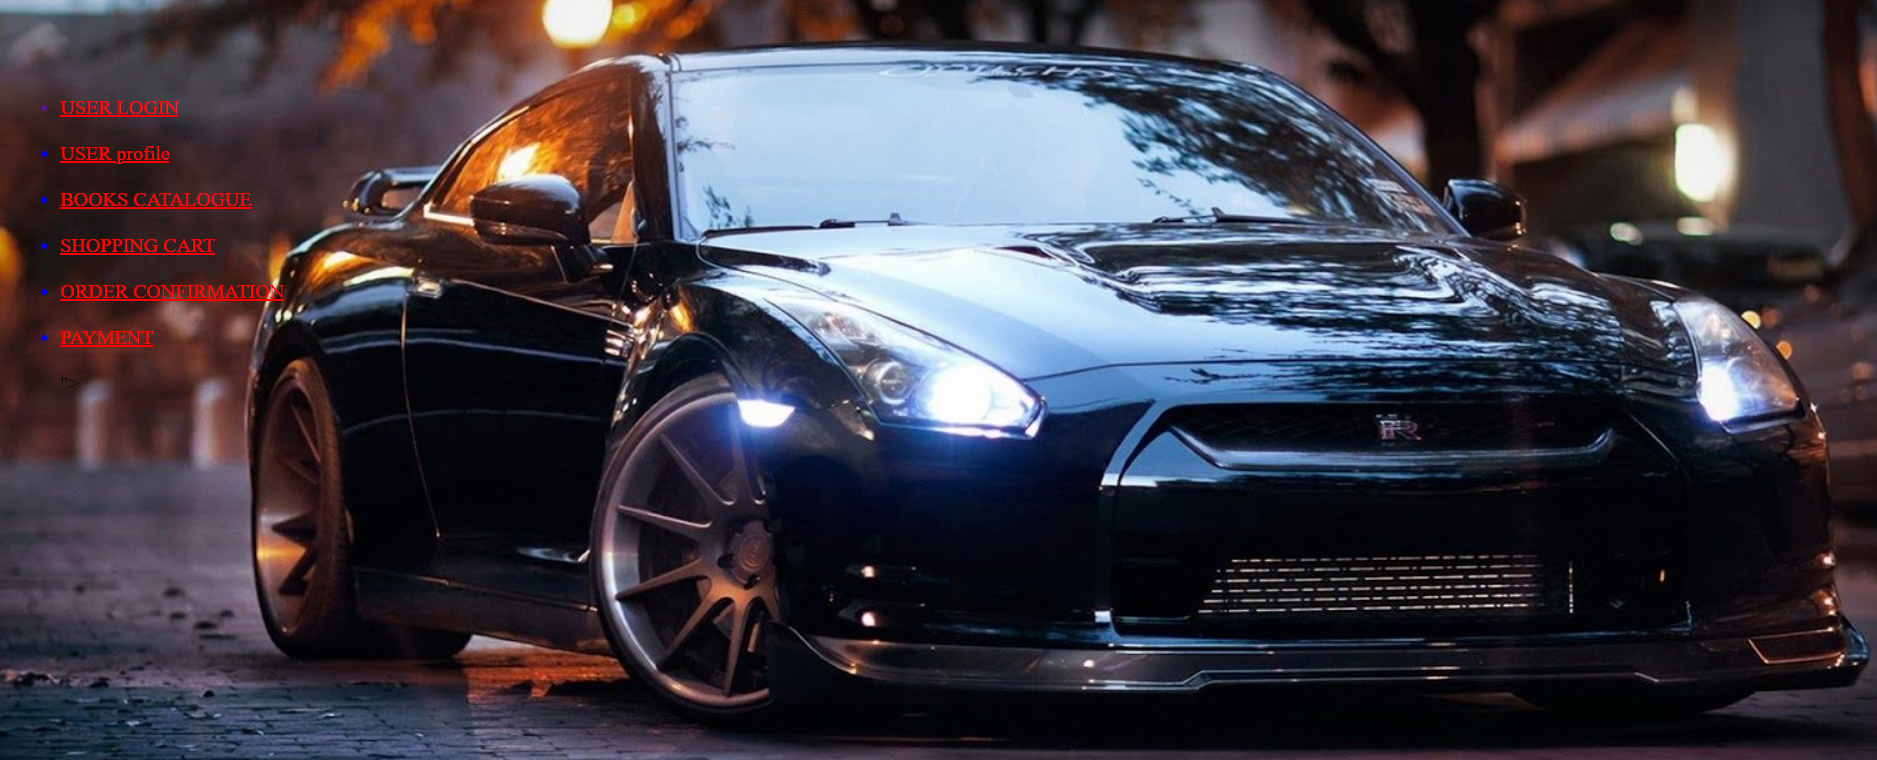 USER LOGIN
USER profile
BOOKS CATALOGUE
SHOPPING CART
ORDER CONFIRMATION
PAYMENT
">
R